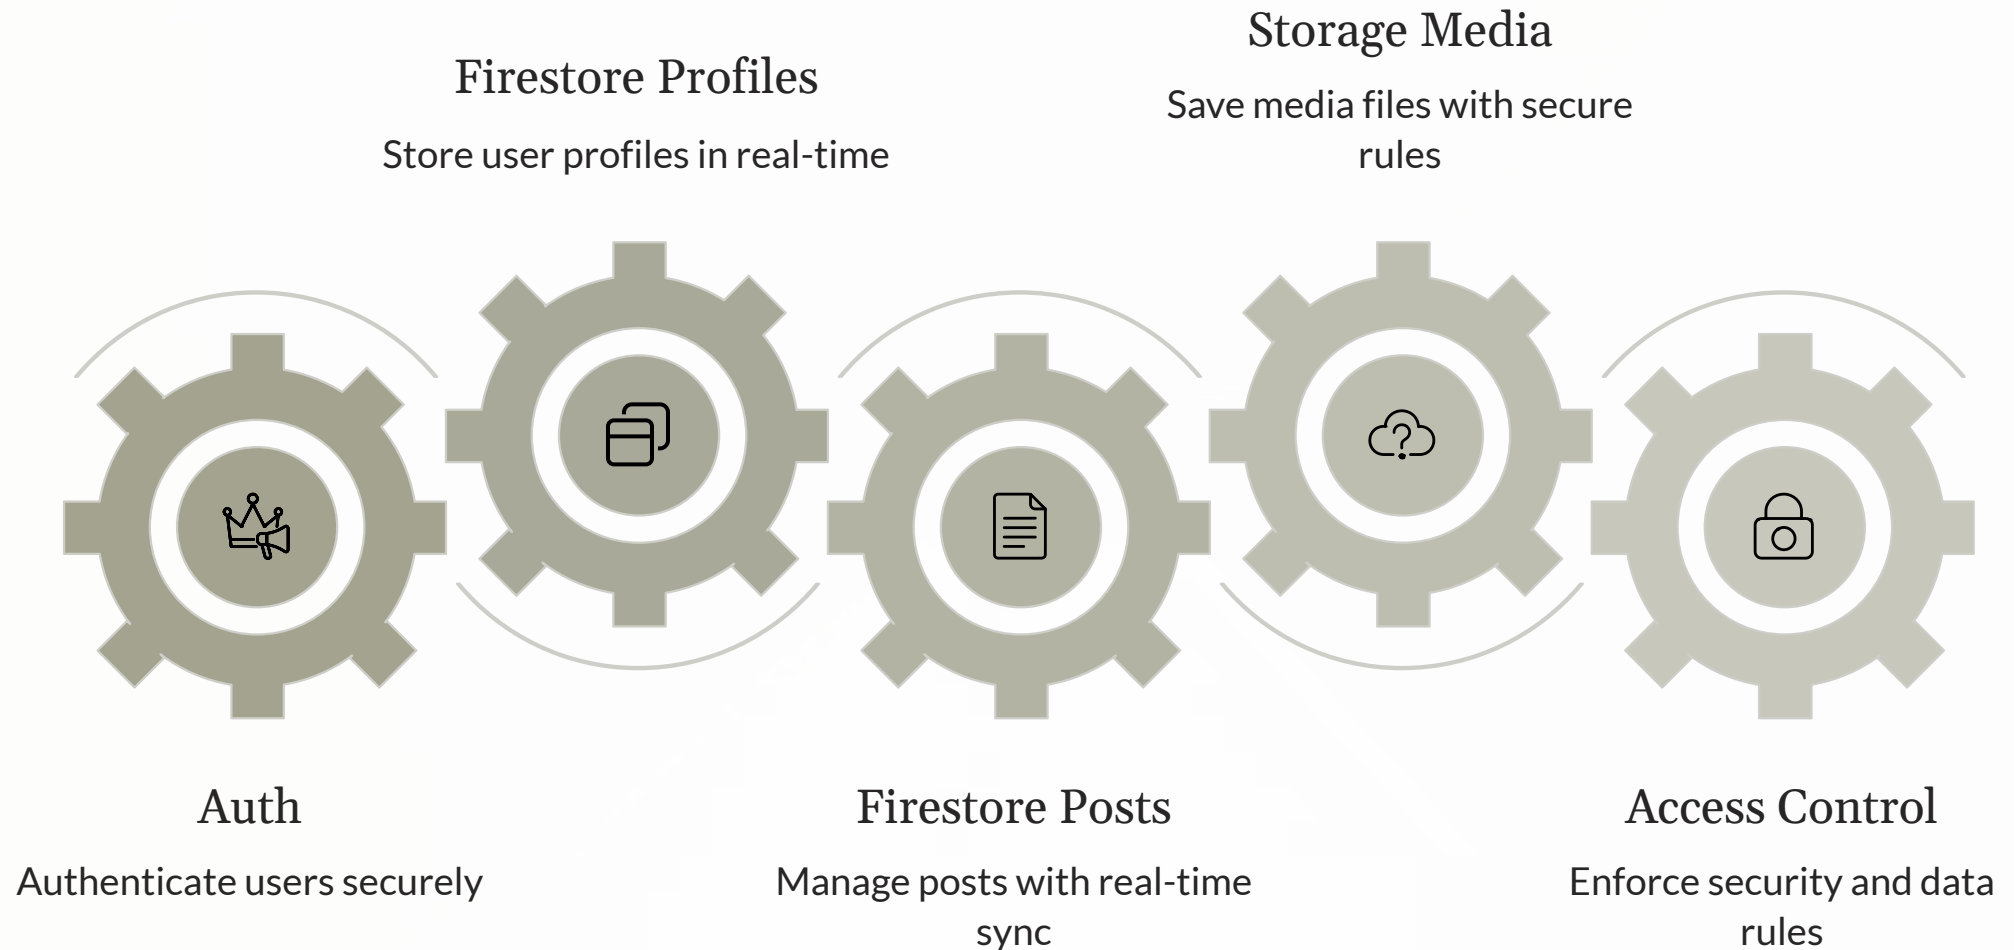 Storage Media
Save media files with secure
rules
Firestore Profiles
Store user profiles in real-time
Auth
Authenticate users securely
Firestore Posts
Manage posts with real-time
sync
Access Control
Enforce security and data
rules